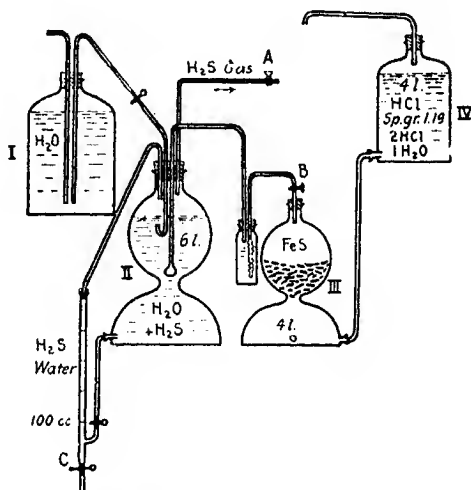 H₂S Gas
A
I
H₂O
II
6 l.
H₂O
+H₂S
H₂S
Water
100 cc
C
B
FeS
III
4 l.
4 l.
HCl
Sp.gr. 1.19
2HCl
1H₂O
IV